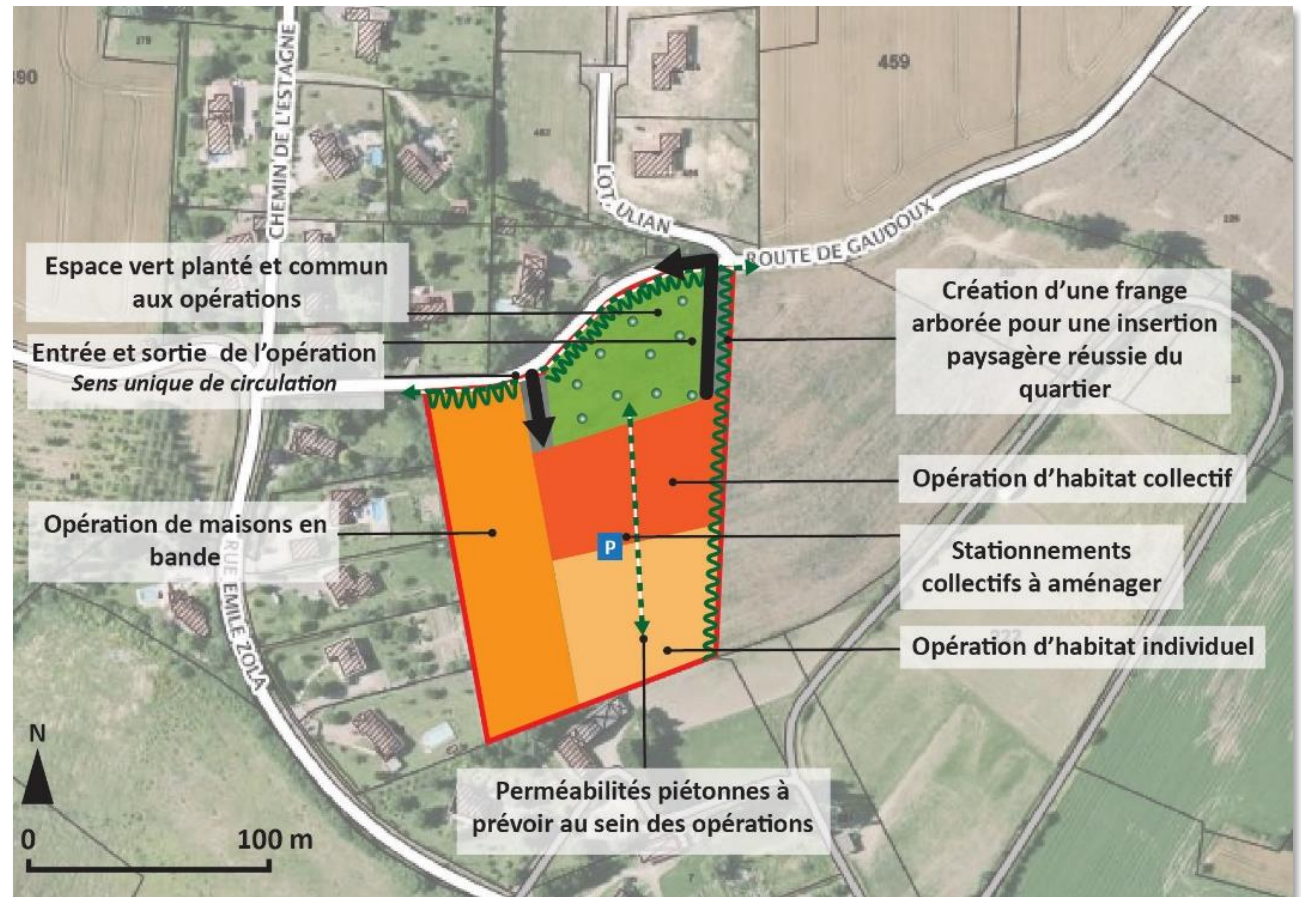 279
490
459
CHEMIN DE L'ESTAGNE
LOT. ULIAN
ROUTE DE GAUDOUX
Espace vert planté et commun
aux opérations
Entrée et sortie de l'opération
Sens unique de circulation
Création d'une frange
arborée pour une insertion
paysagère réussie du
quartier
Opération d'habitat collectif
Opération de maisons en
bande
P
Stationnements
collectifs à aménager
Opération d'habitat individuel
RUE EMILE ZOLA
Perméabilités piétonnes à
prévoir au sein des opérations
N
0
100 m
7